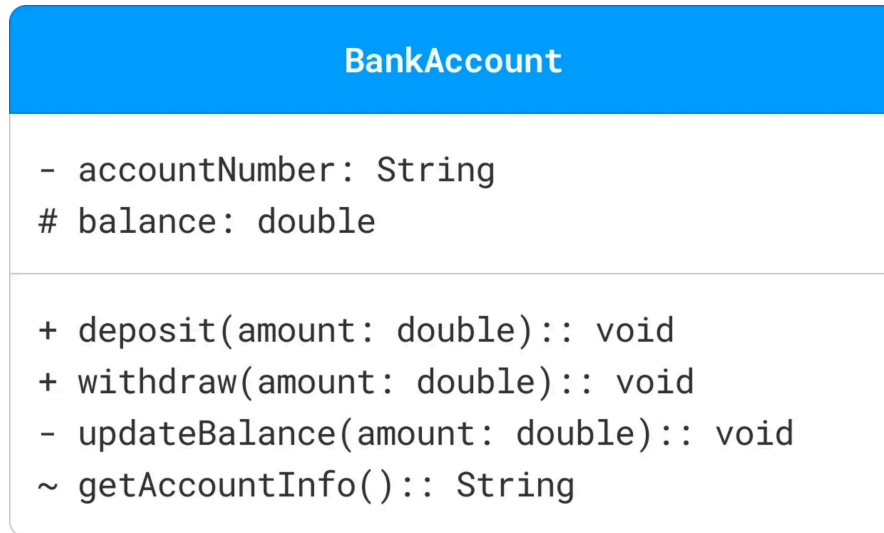 BankAccount
- accountNumber: String
# balance: double
+ deposit(amount: double):: void
+ withdraw(amount: double):: void
- updateBalance(amount: double):: void
~ getAccountInfo():: String